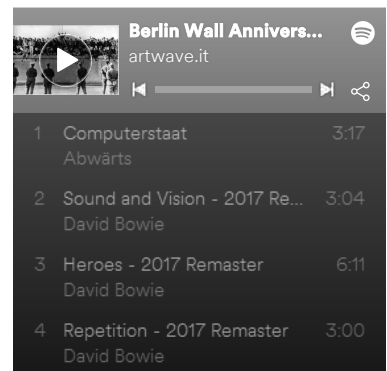 Berlin Wall Annivers...
artwave.it
1 Computerstaat 3:17
Abwärts
2 Sound and Vision - 2017 Re... 3:04
David Bowie
3 Heroes - 2017 Remaster 6:11
David Bowie
4 Repetition - 2017 Remaster 3:00
David Bowie